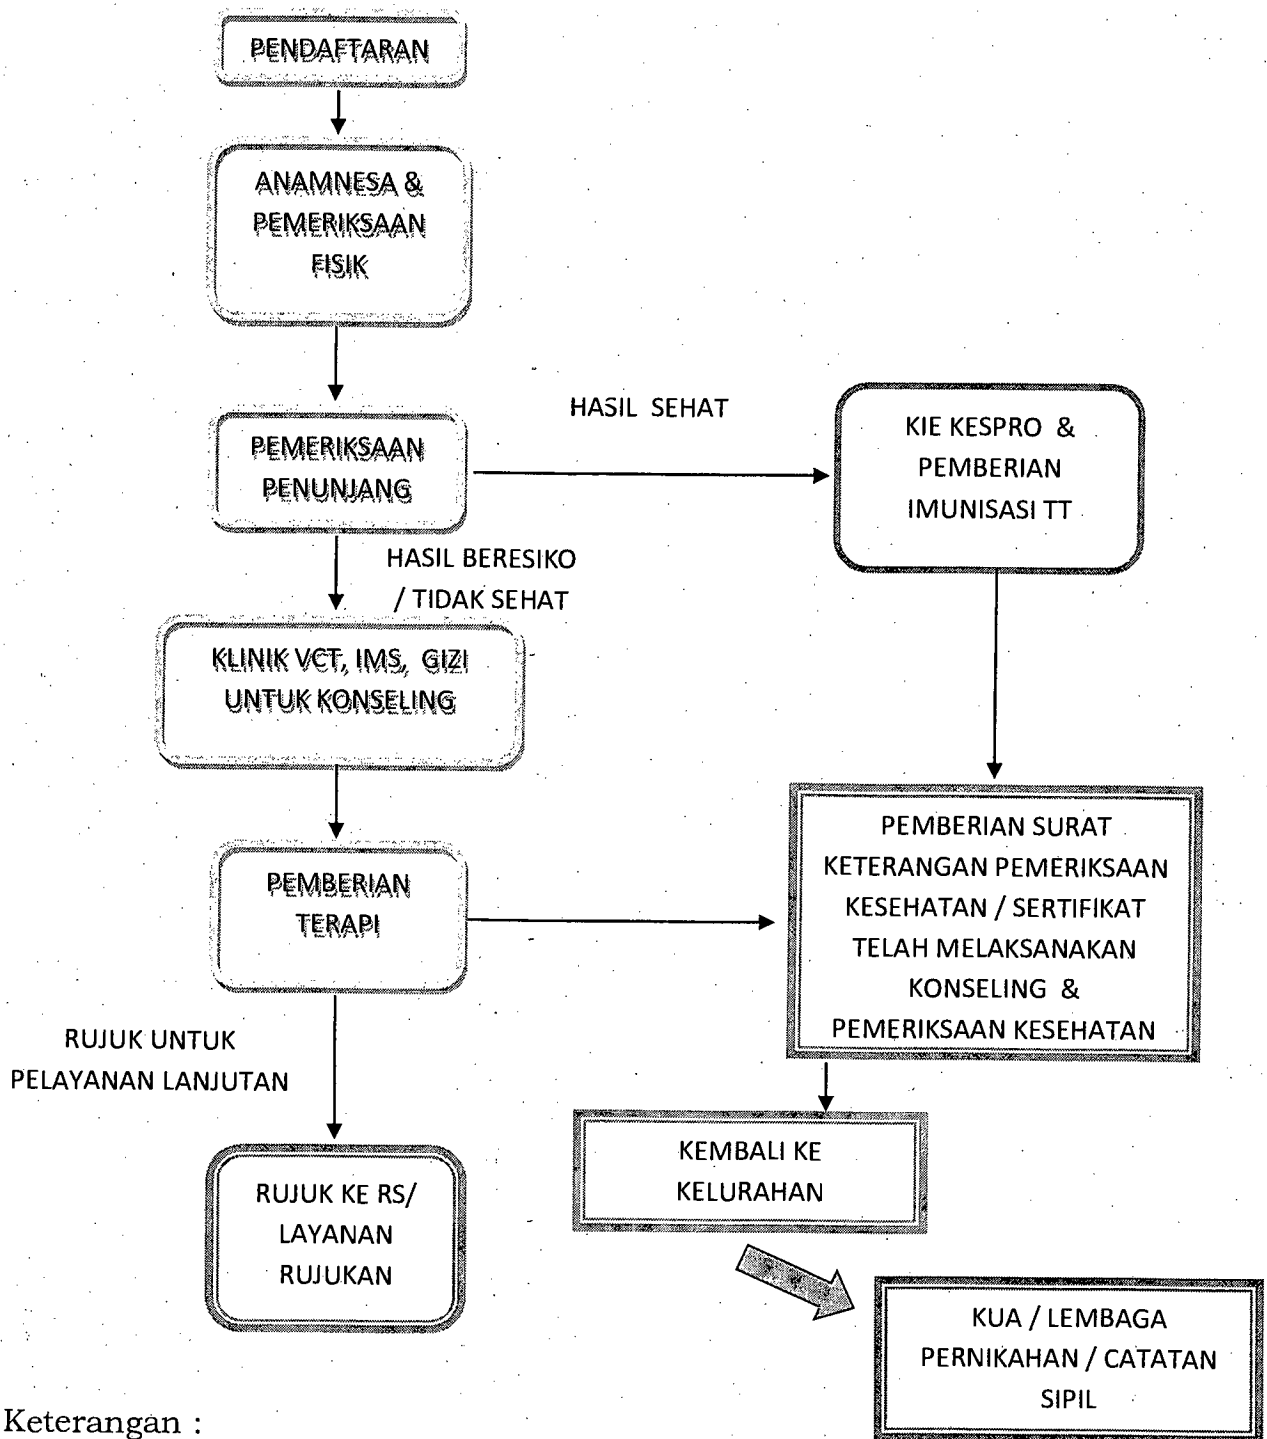 PENDAFTARAN
ANAMNESA &
PEMERIKSAAN
FISIK
HASIL SEHAT
PEMERIKSAAN
PENUNJANG
KIE KESPRO &
PEMBERIAN
IMUNISASI TT
HASIL BERESIKO
/ TIDAK SEHAT
KLINIK VCT, IMS, GIZI
UNTUK KONSELING
PEMBERIAN
TERAPI
PEMBERIAN SURAT
KETERANGAN PEMERIKSAAN
KESEHATAN / SERTIFIKAT
TELAH MELAKSANAKAN
KONSELING &
PEMERIKSAAN KESEHATAN
RUJUK UNTUK
PELAYANAN LANJUTAN
KEMBALI KE
KELURAHAN
RUJUK KE RS/
LAYANAN
RUJUKAN
KUA / LEMBAGA
PERNIKAHAN / CATATAN
SIPIL
Keterangan :